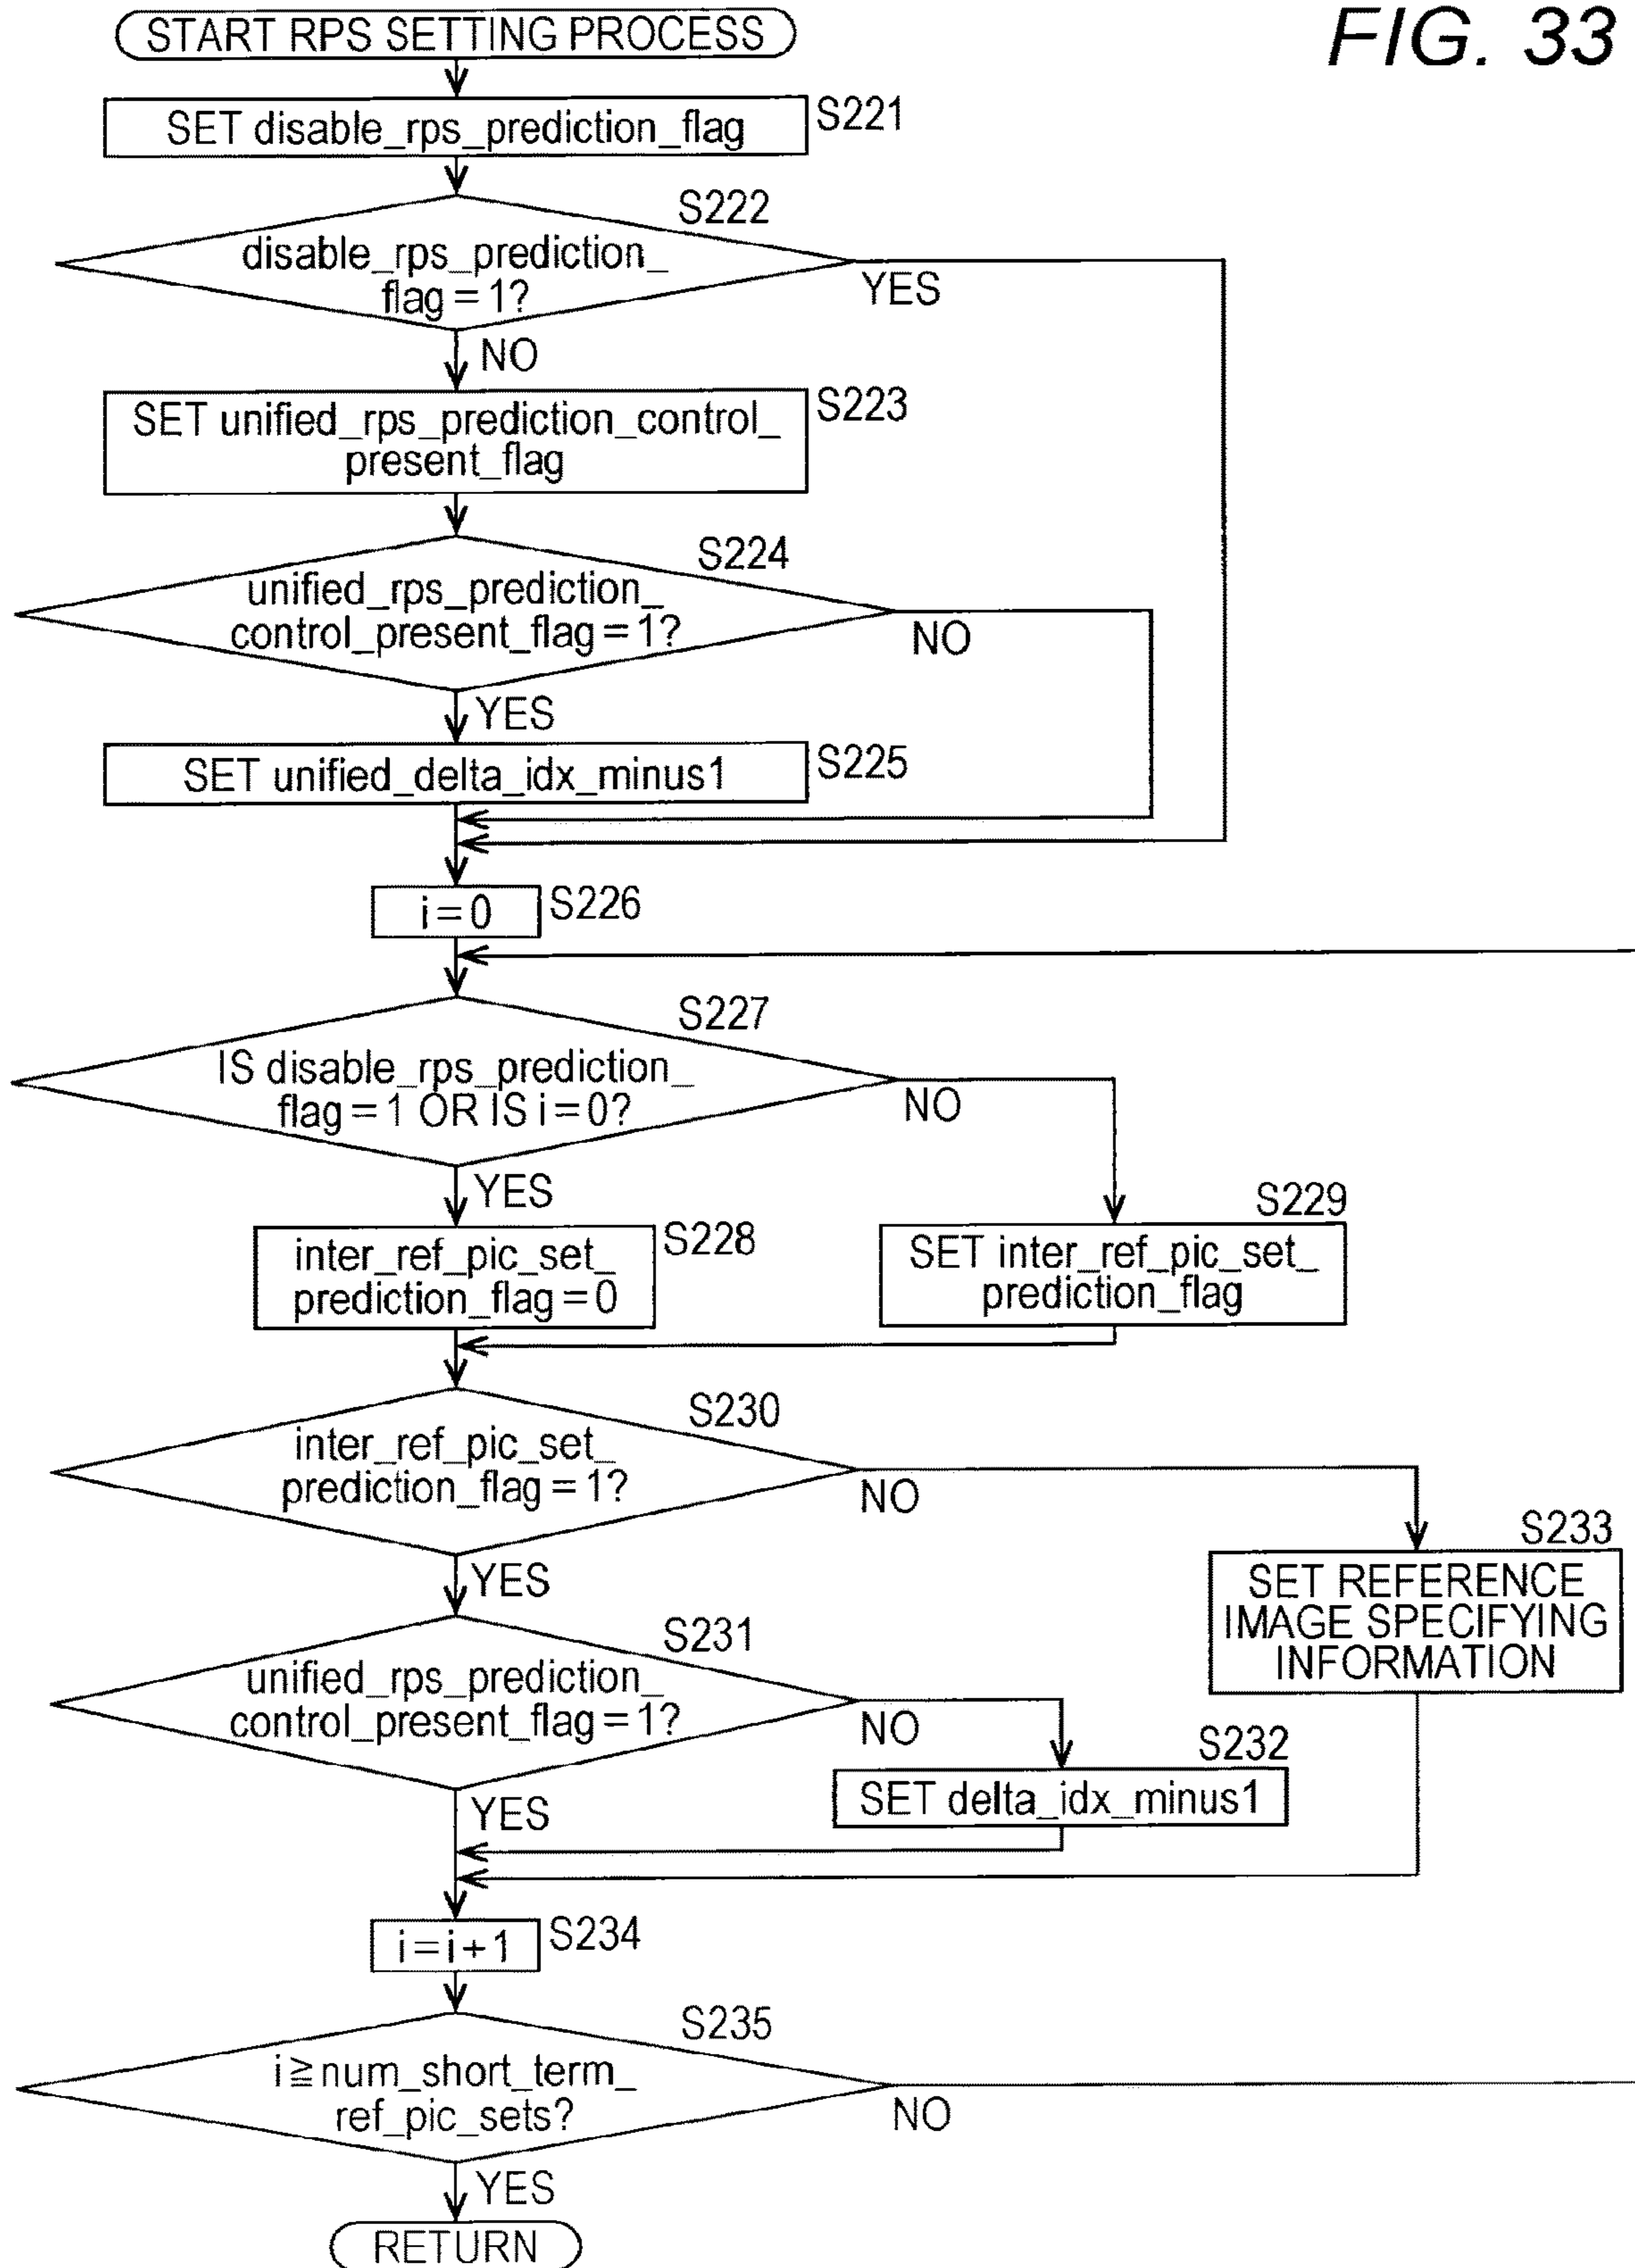 FIG. 33
START RPS SETTING PROCESS
SET disable_rps_prediction_flag
S221
S222
disable_rps_prediction_
flag = 1?
YES
NO
SET unified_rps_prediction_control_
present_flag
S223
S224
unified_rps_prediction_
control_present_flag = 1?
NO
YES
SET unified_delta_idx_minus1
S225
i = 0
S226
S227
IS disable_rps_prediction_
flag = 1 OR IS i = 0?
NO
YES
S228
inter_ref_pic_set_
prediction_flag = 0
S229
SET inter_ref_pic_set_
prediction_flag
S230
inter_ref_pic_set_
prediction_flag = 1?
NO
YES
S233
SET REFERENCE
IMAGE SPECIFYING
INFORMATION
S231
unified_rps_prediction_
control_present_flag = 1?
NO
YES
S232
SET delta_idx_minus1
i = i + 1
S234
S235
i ≧ num_short_term_
ref_pic_sets?
NO
YES
RETURN